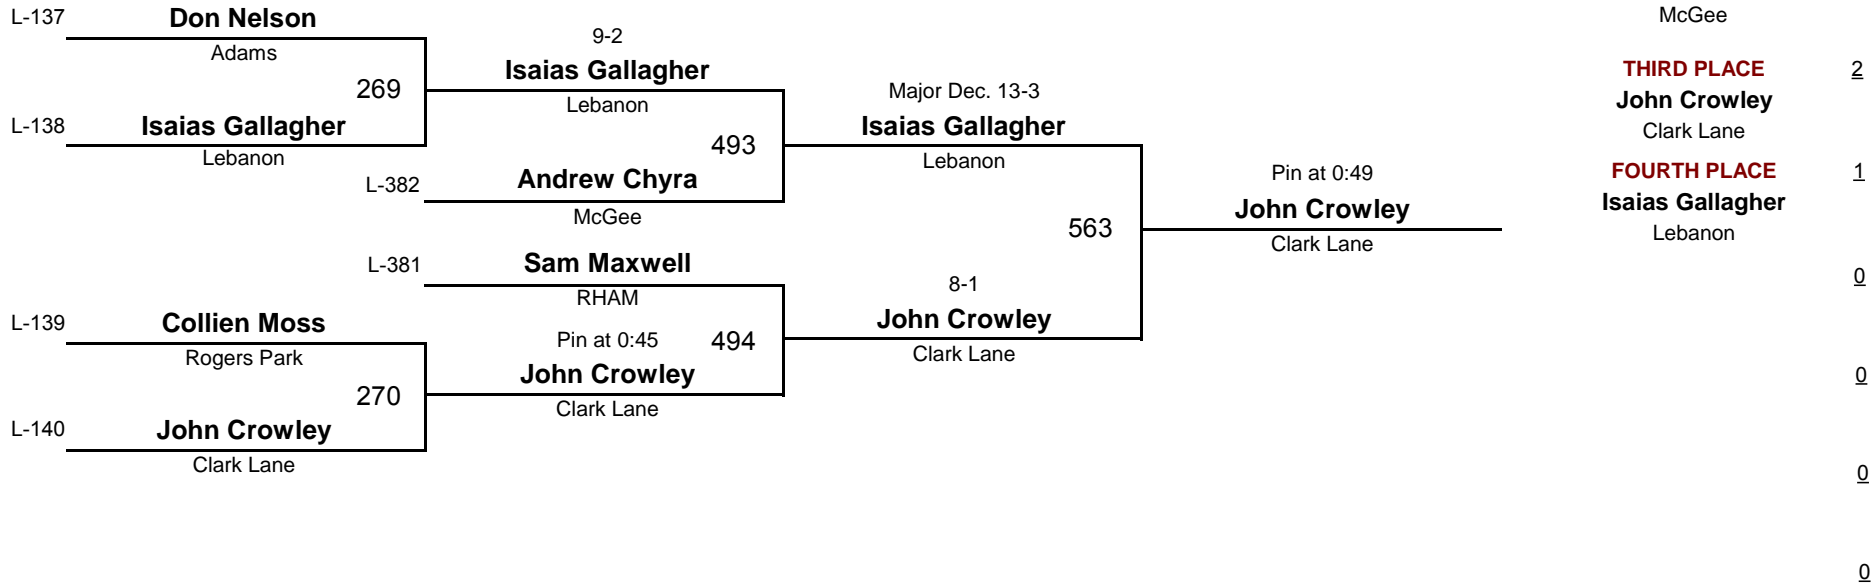 L-137
Don Nelson
Adams
269
L-138
Isaias Gallagher
Lebanon
9-2
Isaias Gallagher
Lebanon
493
L-382
Andrew Chyra
McGee
L-381
Sam Maxwell
RHAM
494
Pin at 0:45
John Crowley
Clark Lane
L-139
Collien Moss
Rogers Park
270
L-140
John Crowley
Clark Lane
Major Dec. 13-3
Isaias Gallagher
Lebanon
563
8-1
John Crowley
Clark Lane
Pin at 0:49
John Crowley
Clark Lane
McGee
THIRD PLACE 2
John Crowley
Clark Lane
FOURTH PLACE 1
Isaias Gallagher
Lebanon
0
0
0
0